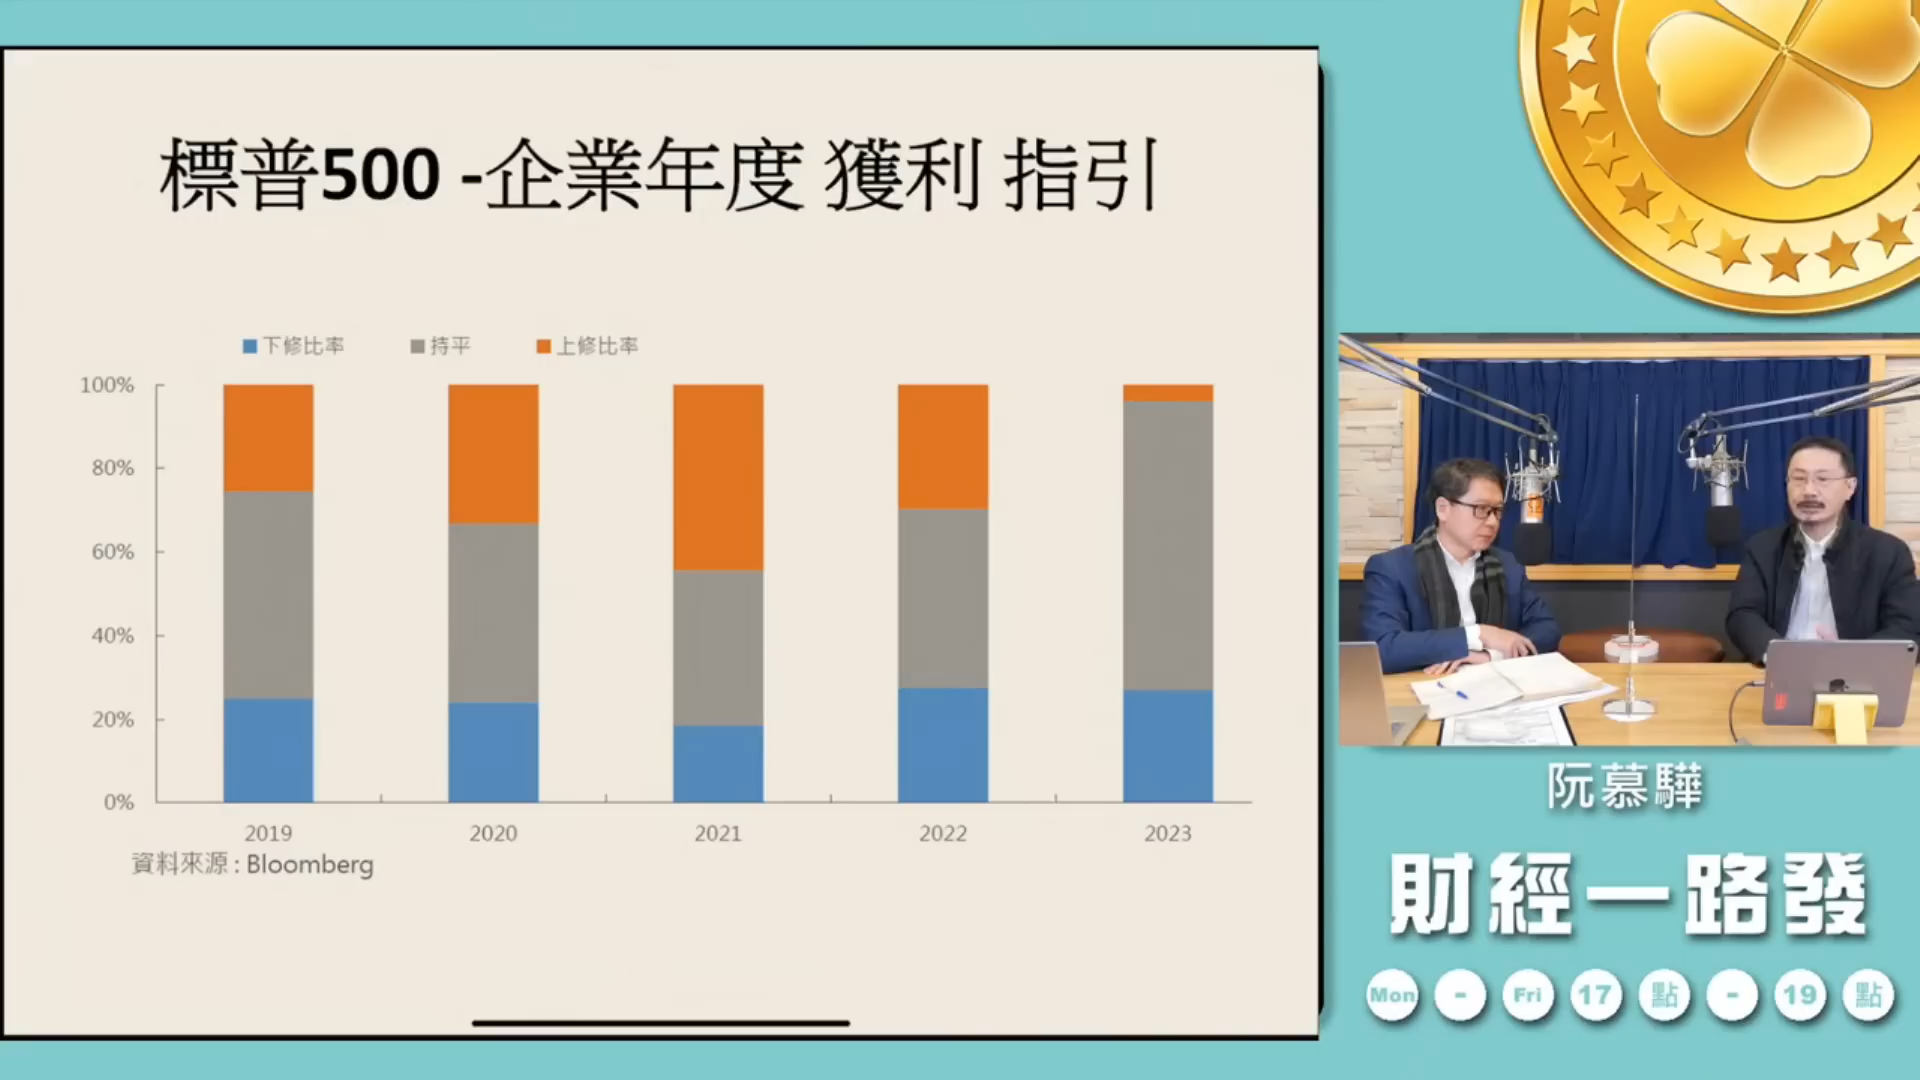 標普500 -企業年度 獲利 指引
下修比率 持平 上修比率
100%
80%
60%
40%
20%
0%
2019 2020 2021 2022 2023
資料來源 : Bloomberg
阮慕驊
財經一路發
Mon - Fri 17 點 - 19 點